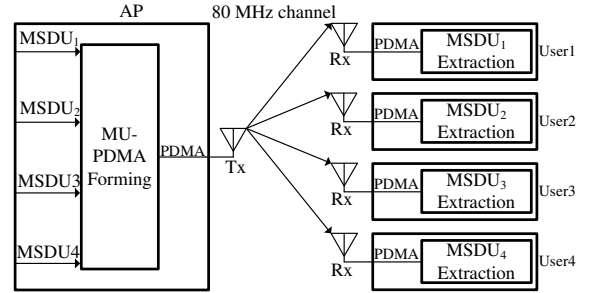 AP
80 MHz channel
MSDU₁
MSDU₂
MSDU3
MSDU4
MU-
PDMA
Forming
PDMA
Tx
Rx
PDMA
MSDU₁
Extraction
User1
Rx
PDMA
MSDU₂
Extraction
User2
Rx
PDMA
MSDU₃
Extraction
User3
Rx
PDMA
MSDU₄
Extraction
User4